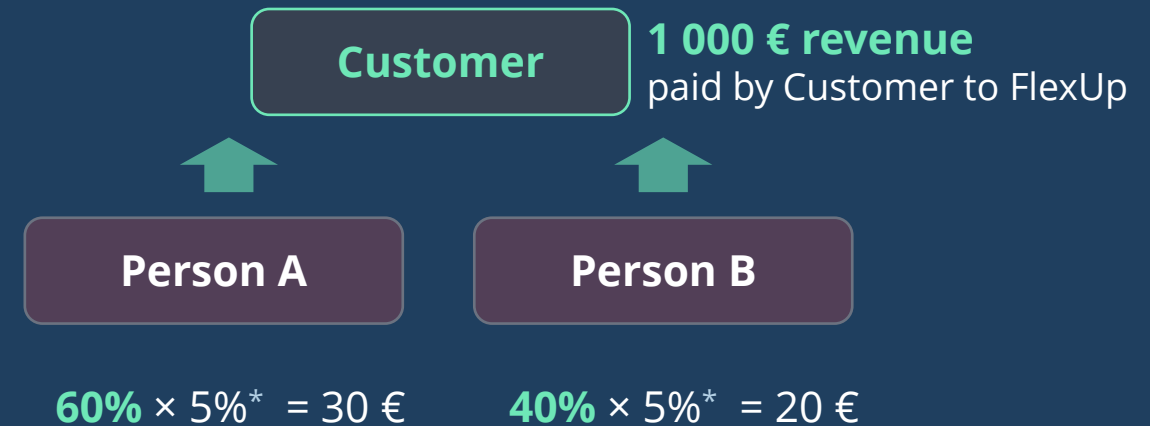 Customer
1 000 € revenue
paid by Customer to FlexUp
Person A
Person B
60% × 5%* = 30 €
40% × 5%* = 20 €